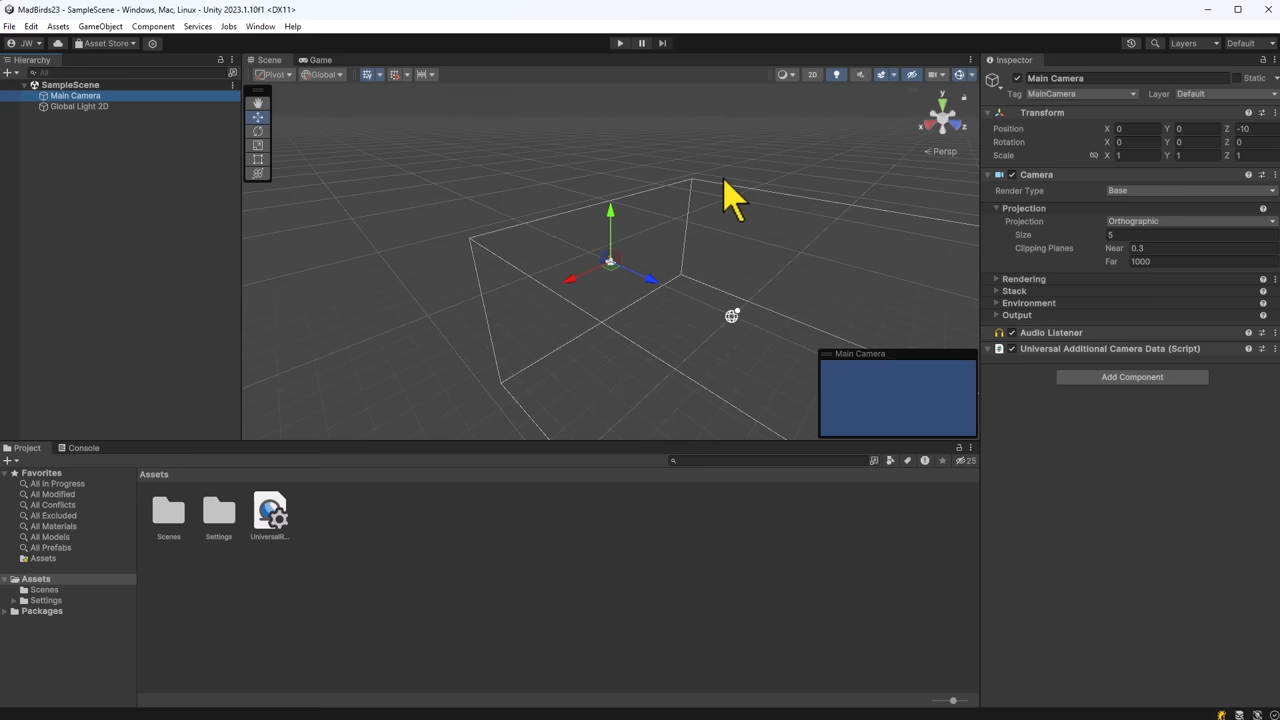 MadBirds23 - SampleScene - Windows, Mac, Linux - Unity 2023.1.10f1 <DX11>
File Edit Assets GameObject Component Services Jobs Window Help
JW Asset Store Layers Default
Hierarchy
All
SampleScene
Main Camera
Global Light 2D
Scene Game
Pivot Global 2D
y
x z
Persp
Main Camera
Inspector
Main Camera Static
Tag MainCamera Layer Default
Transform
Position X 0 Y 0 Z -10
Rotation X 0 Y 0 Z 0
Scale X 1 Y 1 Z 1
Camera
Render Type Base
Projection
Projection Orthographic
Size 5
Clipping Planes Near 0.3
Far 1000
Rendering
Stack
Environment
Output
Audio Listener
Universal Additional Camera Data (Script)
Add Component
Project Console
25
Favorites
All In Progress
All Modified
All Conflicts
All Excluded
All Materials
All Models
All Prefabs
Assets
Assets
Scenes
Settings
Packages
Assets
Scenes Settings UniversalR...